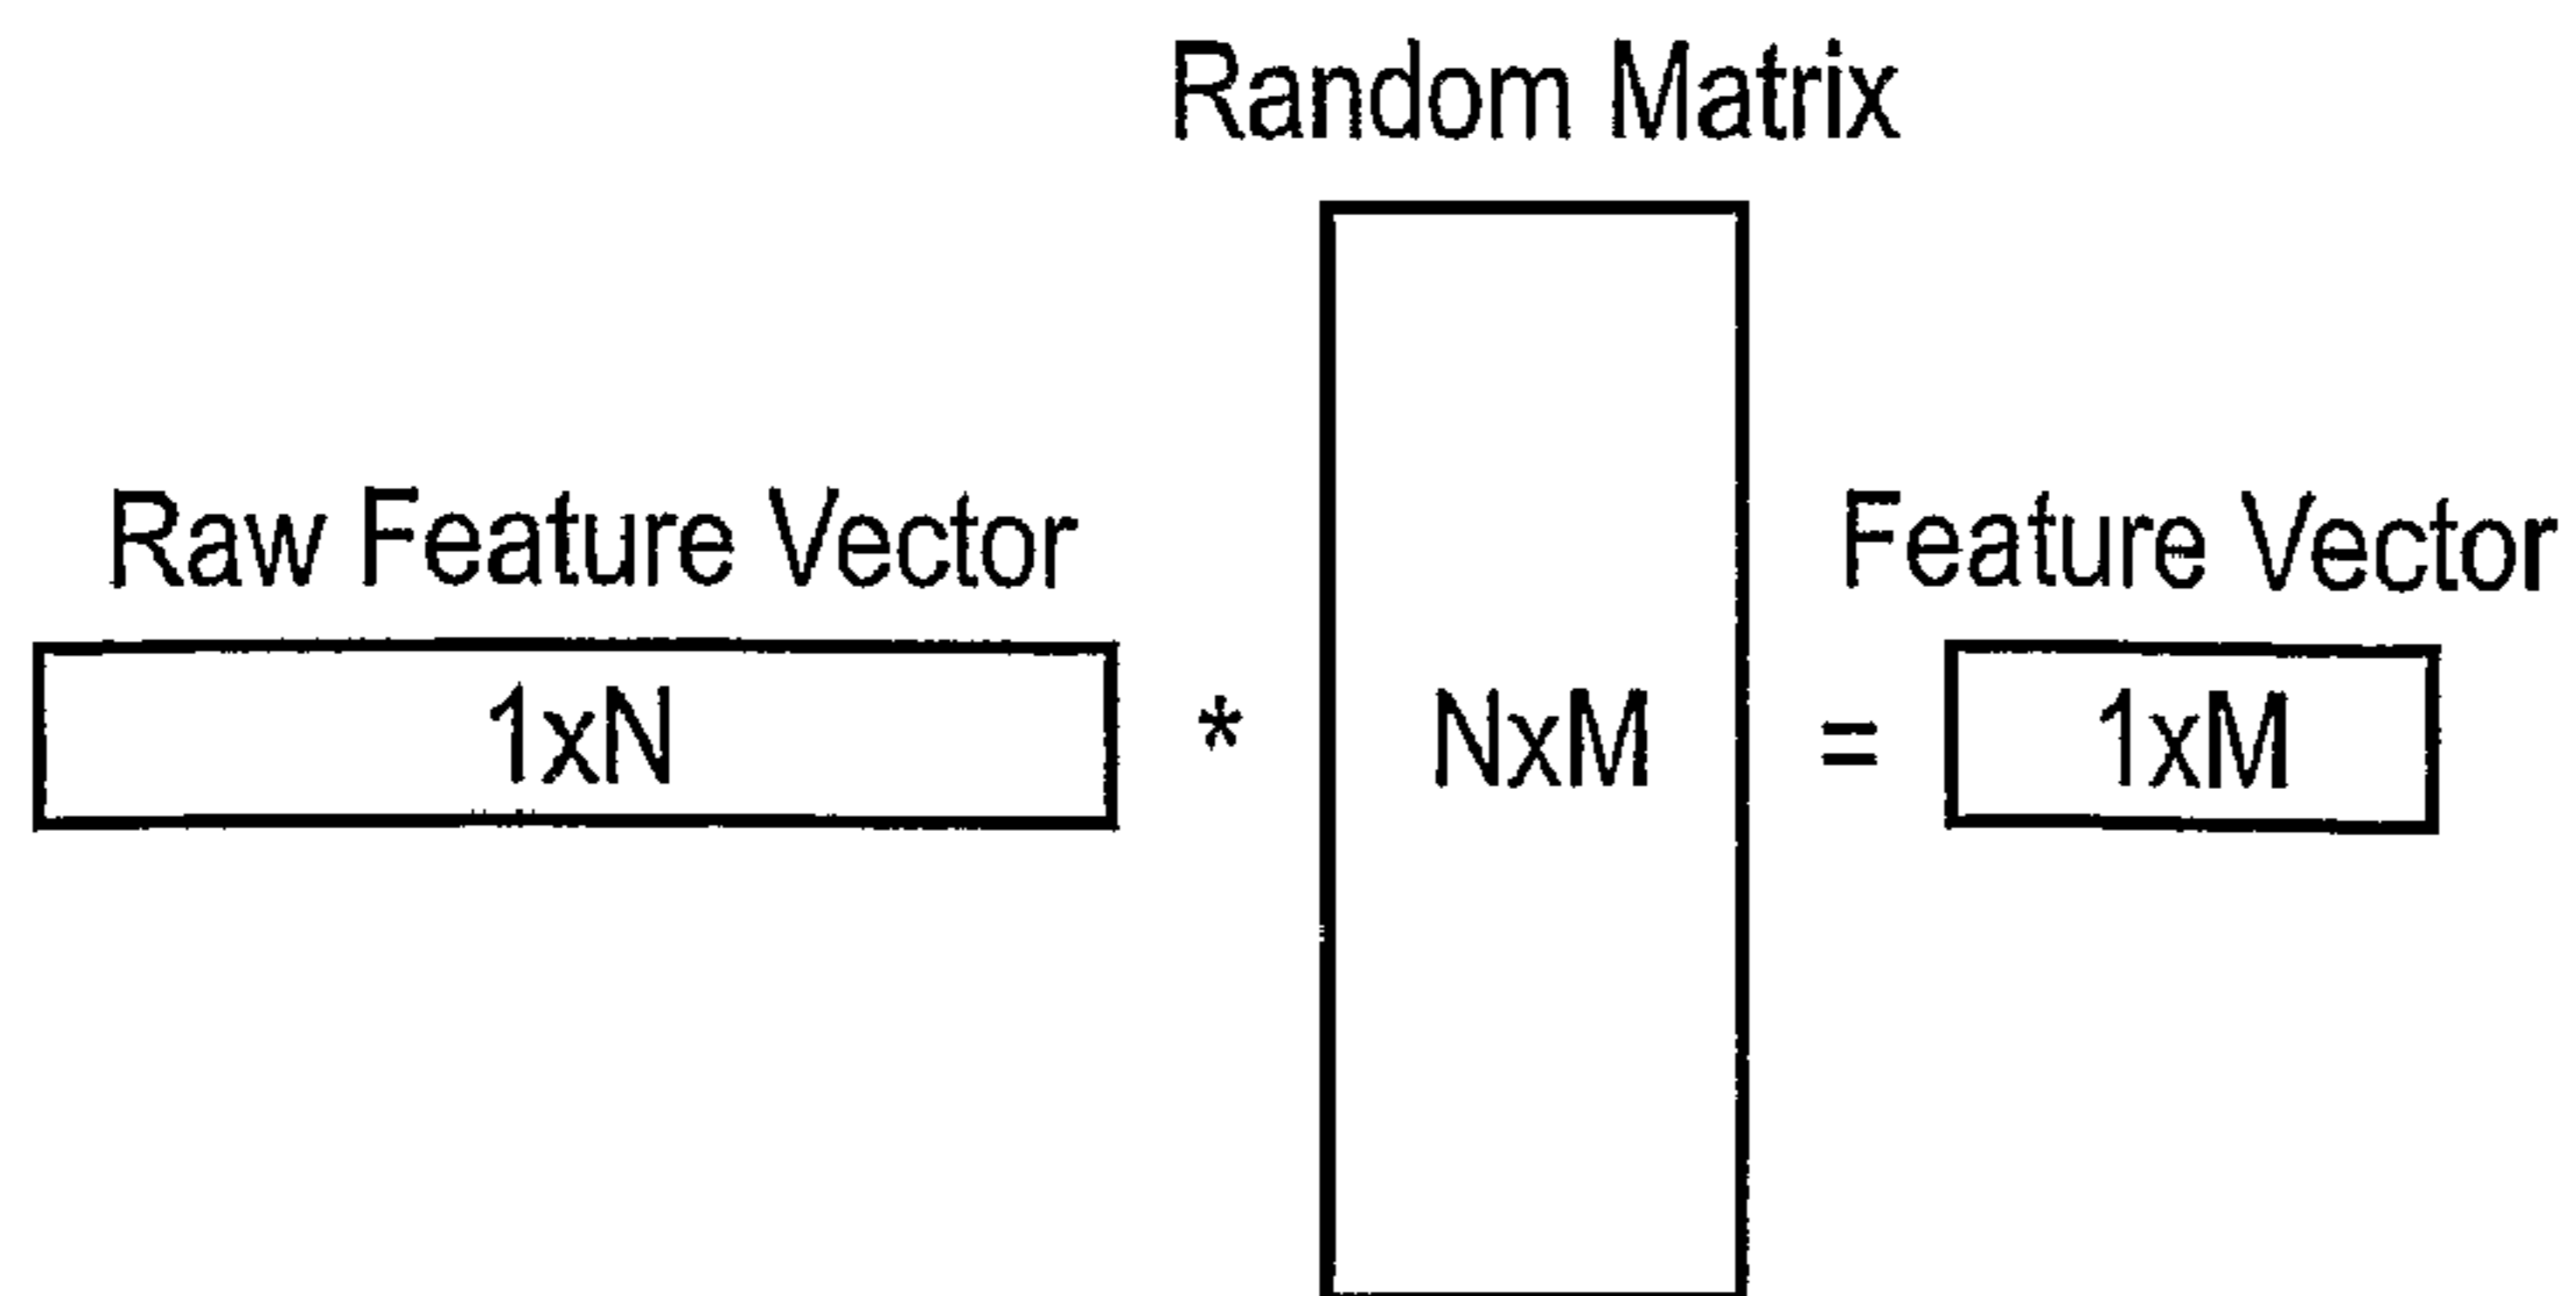 Random Matrix
Raw Feature Vector
Feature Vector
1xN * NxM = 1xM